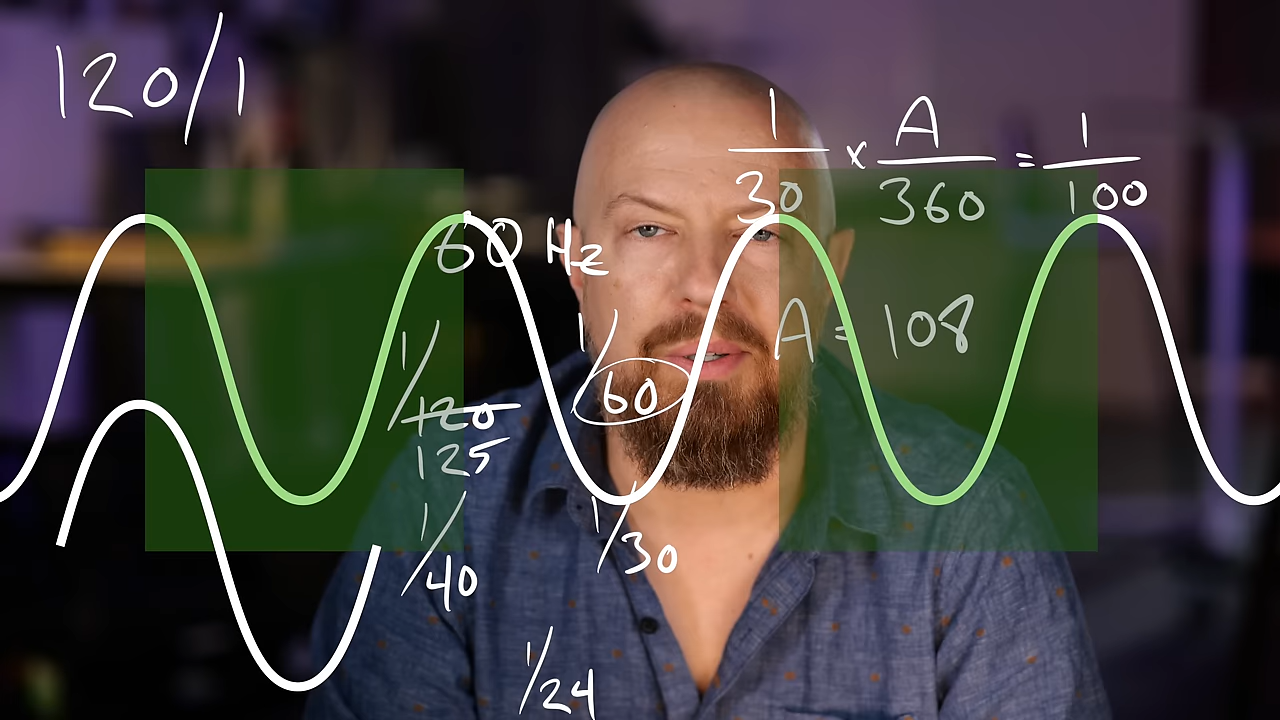 120/1
1/30 x A/360 = 1/100
60 Hz
A = 108
1/120
125
1/60
1/40
1/30
1/24